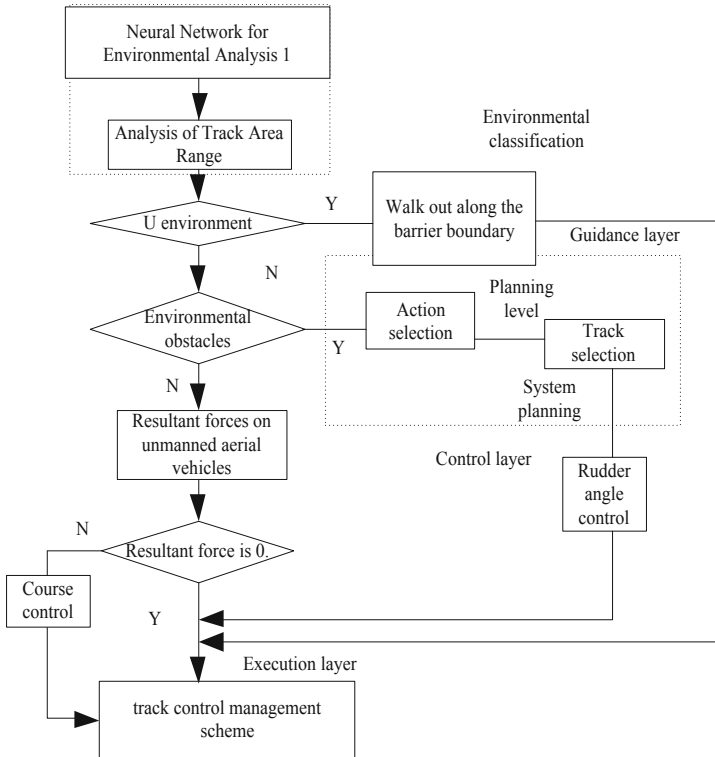 Neural Network for
Environmental Analysis 1
Analysis of Track Area
Range
Environmental
classification
U environment
Y
Walk out along the
barrier boundary
Guidance layer
N
Environmental
obstacles
Y
Action
selection
Planning
level
Track
selection
System
planning
N
Resultant forces on
unmanned aerial
vehicles
Control layer
Rudder
angle
control
N
Resultant force is 0.
Course
control
Y
Execution layer
track control management
scheme